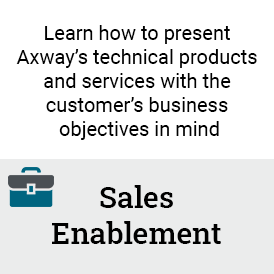 Learn how to present
Axway’s technical products
and services with the
customer’s business
objectives in mind
Sales
Enablement